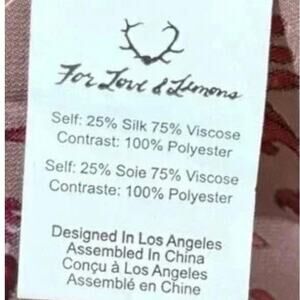 For Love & Lemons
Self: 25% Silk 75% Viscose
Contrast: 100% Polyester
Self: 25% Soie 75% Viscose
Contraste: 100% Polyester
Designed In Los Angeles
Assembled In China
Conçu à Los Angeles
Assemblé en Chine